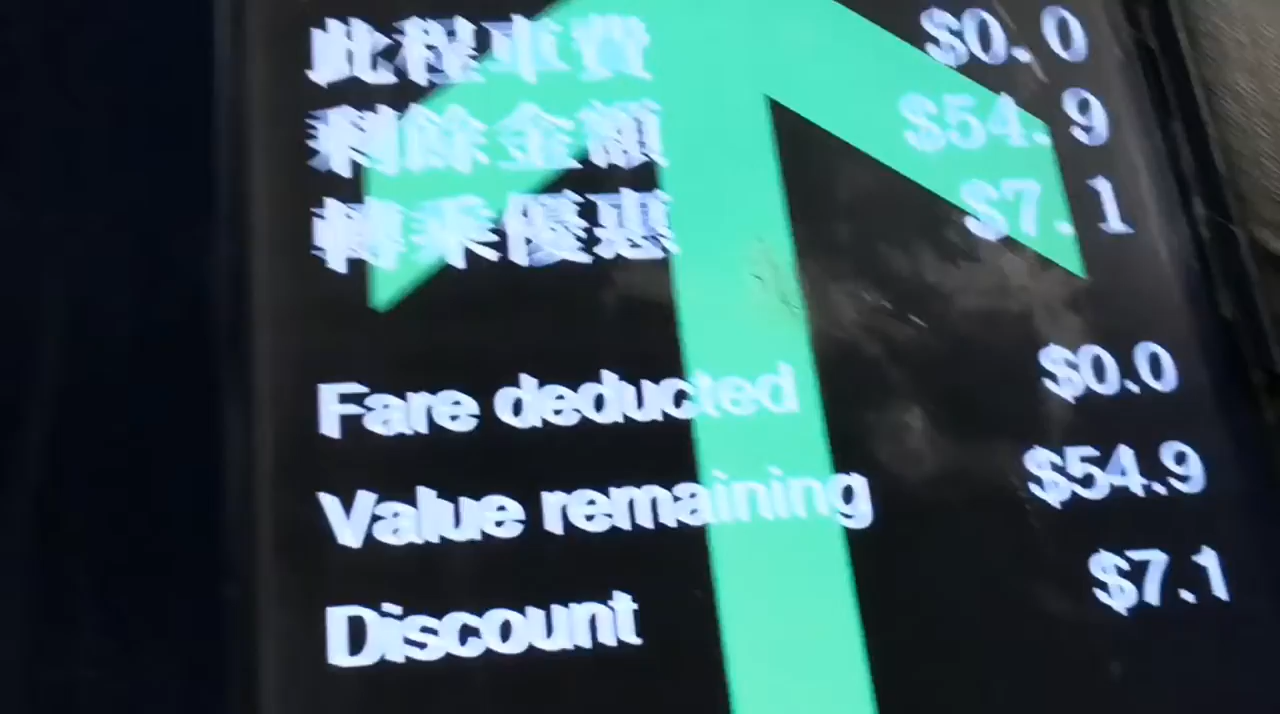 此程車費 $0.0
剩餘金額 $54.9
轉乘優惠 $7.1
Fare deducted $0.0
Value remaining $54.9
Discount $7.1